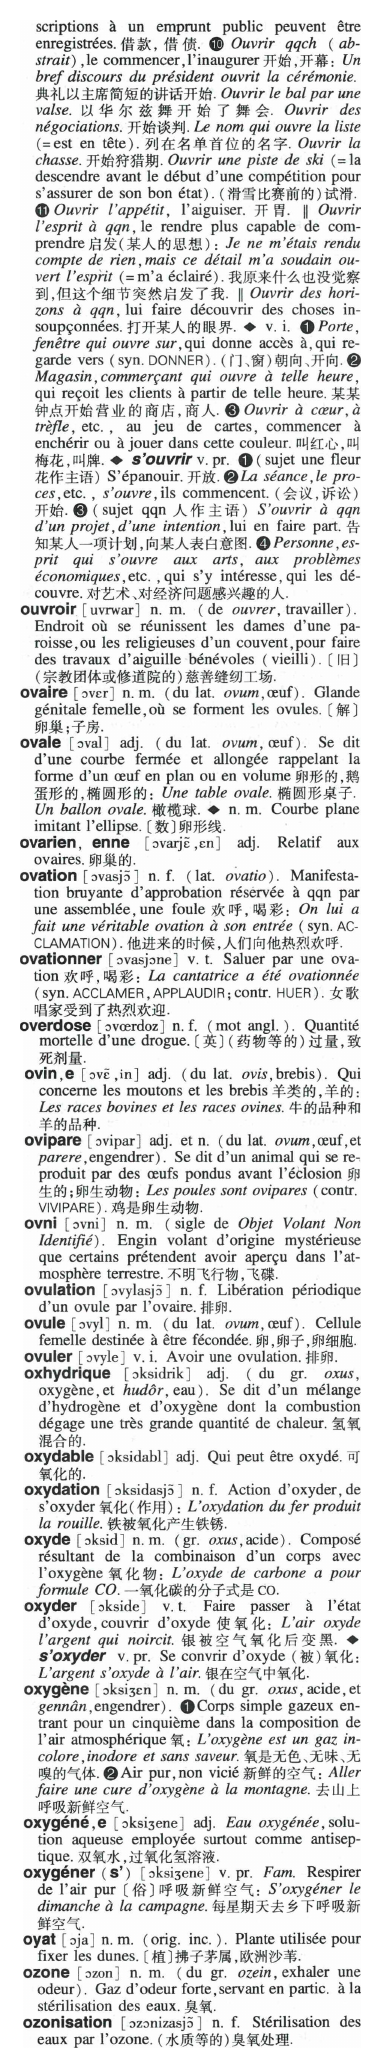 scriptions à un emprunt public peuvent être
enregistrées. 借款, 借债. ❿ Ouvrir qqch (ab-
strait), le commencer, l'inaugurer 开始, 开幕: Un
bref discours du président ouvrit la cérémonie.
典礼以主席简短的讲话开始. Ouvrir le bal par une
valse. 以华尔兹舞开始了舞会. Ouvrir des
négociations. 开始谈判. Le nom qui ouvre la liste
(= est en tête). 列在名单首位的名字. Ouvrir la
chasse. 开始狩猎期. Ouvrir une piste de ski (= la
descendre avant le début d'une compétition pour
s'assurer de son bon état). (滑雪比赛前的)试滑.
⓫ Ouvrir l'appétit, l'aiguiser. 开胃. ‖ Ouvrir
l'esprit à qqn, le rendre plus capable de com-
prendre 启发(某人的思想): Je ne m'étais rendu
compte de rien, mais ce détail m'a soudain ou-
vert l'esprit (= m'a éclairé). 我原来什么也没觉察
到,但这个细节突然启发了我. ‖ Ouvrir des hori-
zons à qqn, lui faire découvrir des choses in-
soupçonnées. 打开某人的眼界. ◆ v. i. ❶ Porte,
fenêtre qui ouvre sur, qui donne accès à, qui re-
garde vers (syn. DONNER). (门、窗)朝向、开向. ❷
Magasin, commerçant qui ouvre à telle heure,
qui reçoit les clients à partir de telle heure. 某某
钟点开始营业的商店, 商人. ❸ Ouvrir à cœur, à
trèfle, etc., au jeu de cartes, commencer à
enchérir ou à jouer dans cette couleur. 叫红心,叫
梅花,叫牌. ◆ s'ouvrir v. pr. ❶ (sujet une fleur
花作主语) S'épanouir. 开放. ❷ La séance, le pro-
cès, etc., s'ouvre, ils commencent. (会议,诉讼)
开始. ❸ (sujet qqn 人作主语) S'ouvrir à qqn
d'un projet, d'une intention, lui en faire part. 告
知某人一项计划,向某人表白意图. ❹ Personne, es-
prit qui s'ouvre aux arts, aux problèmes
économiques, etc., qui s'y intéresse, qui les dé-
couvre. 对艺术、对经济问题感兴趣的人.
ouvroir [uvrwar] n. m. (de ouvrer, travailler).
Endroit où se réunissent les dames d'une pa-
roisse, ou les religieuses d'un couvent, pour faire
des travaux d'aiguille bénévoles (vieilli). 〔旧〕
(宗教团体或修道院的)慈善缝纫工场.
ovaire [ɔvɛr] n. m. (du lat. ovum, œuf). Glande
génitale femelle, où se forment les ovules. 〔解〕
卵巢; 子房.
ovale [ɔval] adj. (du lat. ovum, œuf). Se dit
d'une courbe fermée et allongée rappelant la
forme d'un œuf en plan ou en volume 卵形的,鹅
蛋形的,椭圆形的: Une table ovale. 椭圆形桌子.
Un ballon ovale. 橄榄球. ◆ n. m. Courbe plane
imitant l'ellipse. 〔数〕卵形线.
ovarien, enne [ɔvarjɛ̃, ɛn] adj. Relatif aux
ovaires. 卵巢的.
ovation [ɔvasjɔ̃] n. f. (lat. ovatio). Manifesta-
tion bruyante d'approbation réservée à qqn par
une assemblée, une foule 欢呼, 喝彩: On lui a
fait une véritable ovation à son entrée (syn. AC-
CLAMATION). 他进来的时候,人们向他热烈欢呼.
ovationner [ɔvasjɔne] v. t. Saluer par une ova-
tion 欢呼, 喝彩: La cantatrice a été ovationnée
(syn. ACCLAMER, APPLAUDIR; contr. HUER). 女歌
唱家受到了热烈欢迎.
overdose [ɔvœrdoz] n. f. (mot angl.). Quantité
mortelle d'une drogue. 〔英〕(药物等的)过量,致
死剂量.
ovin, e [ɔvɛ̃, in] adj. (du lat. ovis, brebis). Qui
concerne les moutons et les brebis 羊类的,羊的:
Les races bovines et les races ovines. 牛的品种和
羊的品种.
ovipare [ɔvipar] adj. et n. (du lat. ovum, œuf, et
parere, engendrer). Se dit d'un animal qui se re-
produit par des œufs pondus avant l'éclosion 卵
生的; 卵生动物: Les poules sont ovipares (contr.
VIVIPARE). 鸡是卵生动物.
ovni [ɔvni] n. m. (sigle de Objet Volant Non
Identifié). Engin volant d'origine mystérieuse
que certains prétendent avoir aperçu dans l'at-
mosphère terrestre. 不明飞行物,飞碟.
ovulation [ɔvylasjɔ̃] n. f. Libération périodique
d'un ovule par l'ovaire. 排卵.
ovule [ɔvyl] n. m. (du lat. ovum, œuf). Cellule
femelle destinée à être fécondée. 卵,卵子,卵细胞.
ovuler [ɔvyle] v. i. Avoir une ovulation. 排卵.
oxhydrique [ɔksidrik] adj. (du gr. oxus,
oxygène, et hudôr, eau). Se dit d'un mélange
d'hydrogène et d'oxygène dont la combustion
dégage une très grande quantité de chaleur. 氢氧
混合的.
oxydable [ɔksidabl] adj. Qui peut être oxydé. 可
氧化的.
oxydation [ɔksidasjɔ̃] n. f. Action d'oxyder, de
s'oxyder 氧化(作用): L'oxydation du fer produit
la rouille. 铁被氧化产生铁锈.
oxyde [ɔksid] n. m. (gr. oxus, acide). Composé
résultant de la combinaison d'un corps avec
l'oxygène 氧化物: L'oxyde de carbone a pour
formule CO. 一氧化碳的分子式是 CO.
oxyder [ɔkside] v. t. Faire passer à l'état
d'oxyde, couvrir d'oxyde 使氧化: L'air oxyde
l'argent qui noircit. 银被空气氧化后变黑. ◆
s'oxyder v. pr. Se convrir d'oxyde (被)氧化:
L'argent s'oxyde à l'air. 银在空气中氧化.
oxygène [ɔksiʒɛn] n. m. (du gr. oxus, acide, et
gennân, engendrer). ❶ Corps simple gazeux en-
trant pour un cinquième dans la composition de
l'air atmosphérique 氧: L'oxygène est un gaz in-
colore, inodore et sans saveur. 氧是无色、无味、无
嗅的气体. ❷ Air pur, non vicié 新鲜的空气: Aller
faire une cure d'oxygène à la montagne. 去山上
呼吸新鲜空气.
oxygéné, e [ɔksiʒene] adj. Eau oxygénée, solu-
tion aqueuse employée surtout comme antisep-
tique. 双氧水,过氧化氢溶液.
oxygéner (s') [ɔksiʒene] v. pr. Fam. Respirer
de l'air pur 〔俗〕呼吸新鲜空气: S'oxygéner le
dimanche à la campagne. 每星期天去乡下呼吸新
鲜空气.
oyat [ɔja] n. m. (orig. inc.). Plante utilisée pour
fixer les dunes. 〔植〕拂子茅属,欧洲沙苇.
ozone [ɔzon] n. m. (du gr. ozein, exhaler une
odeur). Gaz d'odeur forte, servant en partic. à la
stérilisation des eaux. 臭氧.
ozonisation [ɔzɔnizasjɔ̃] n. f. Stérilisation des
eaux par l'ozone. (水质等的)臭氧处理.